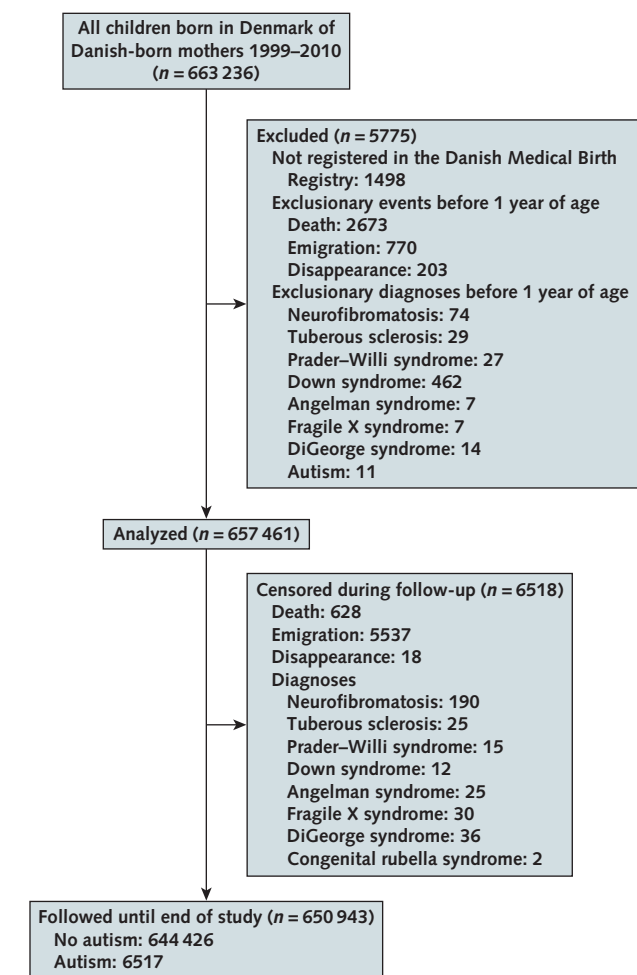 All children born in Denmark of
Danish-born mothers 1999–2010
(n = 663 236)
Excluded (n = 5775)
Not registered in the Danish Medical Birth
Registry: 1498
Exclusionary events before 1 year of age
Death: 2673
Emigration: 770
Disappearance: 203
Exclusionary diagnoses before 1 year of age
Neurofibromatosis: 74
Tuberous sclerosis: 29
Prader–Willi syndrome: 27
Down syndrome: 462
Angelman syndrome: 7
Fragile X syndrome: 7
DiGeorge syndrome: 14
Autism: 11
Analyzed (n = 657 461)
Censored during follow-up (n = 6518)
Death: 628
Emigration: 5537
Disappearance: 18
Diagnoses
Neurofibromatosis: 190
Tuberous sclerosis: 25
Prader–Willi syndrome: 15
Down syndrome: 12
Angelman syndrome: 25
Fragile X syndrome: 30
DiGeorge syndrome: 36
Congenital rubella syndrome: 2
Followed until end of study (n = 650 943)
No autism: 644 426
Autism: 6517